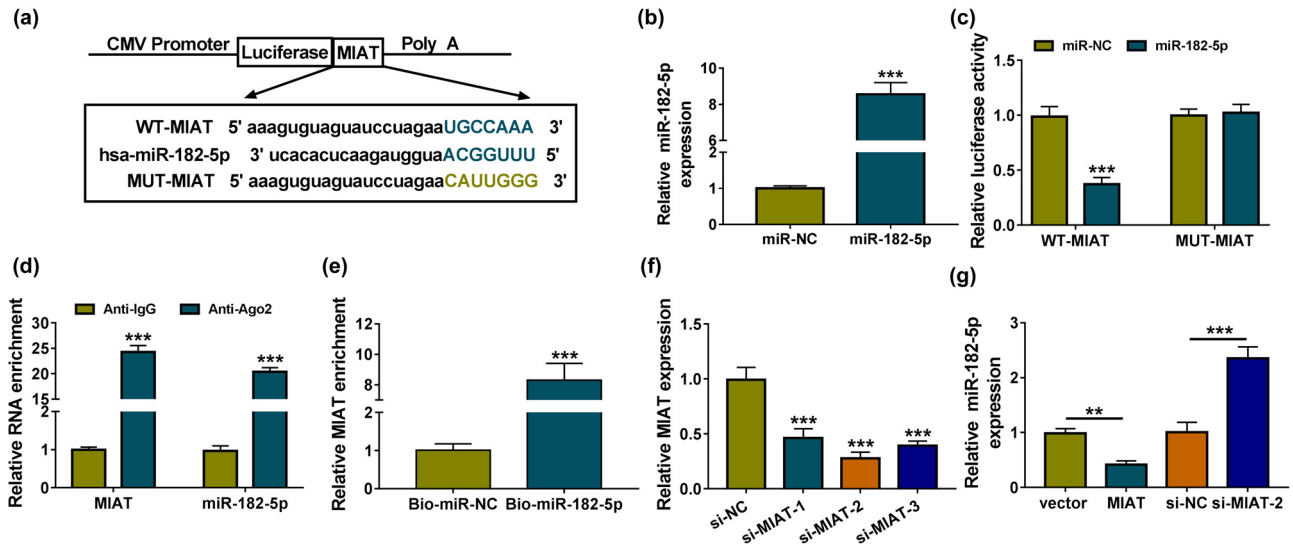 (a)
CMV Promoter Luciferase MIAT Poly A
WT-MIAT 5' aaaguguaguauccuagaaUGCCAAA 3'
hsa-miR-182-5p 3' ucacacucaagaugguaACGGUUU 5'
MUT-MIAT 5' aaaguguaguauccuagaaCAUUGGG 3'
(b)
Relative miR-182-5p
expression
10
8
6
2
1
0
***
miR-NC miR-182-5p
(c)
miR-NC miR-182-5p
Relative luciferase activity
1.5
1.0
0.5
0.0
***
WT-MIAT MUT-MIAT
(d)
Anti-IgG Anti-Ago2
Relative RNA enrichment
30
25
20
15
10
2
1
0
*** ***
MIAT miR-182-5p
(e)
Relative MIAT enrichment
12
10
8
6
2
1
0
***
Bio-miR-NC Bio-miR-182-5p
(f)
Relative MIAT expression
1.5
1.0
0.5
0.0
*** *** ***
si-NC si-MIAT-1 si-MIAT-2 si-MIAT-3
(g)
Relative miR-182-5p
expression
3
2
1
0
** ***
vector MIAT si-NC si-MIAT-2